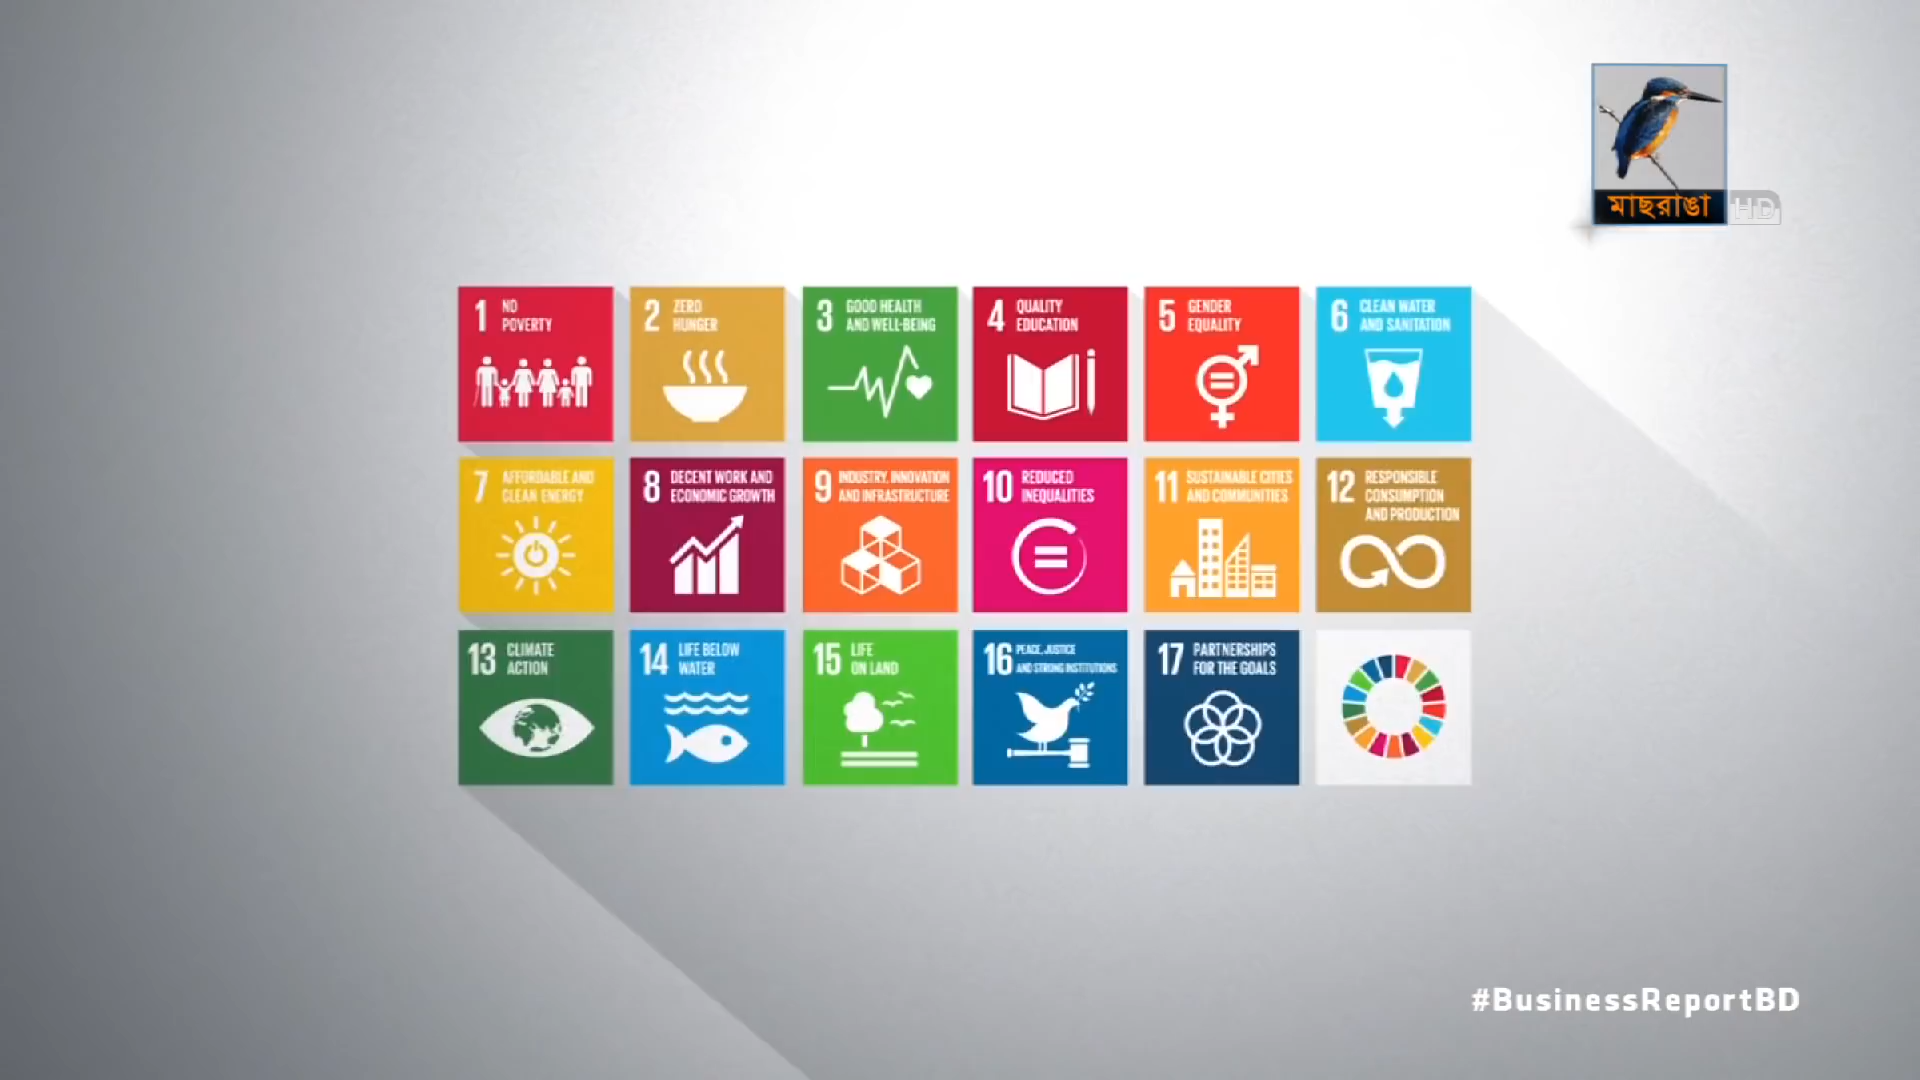 মাছরাঙা
HD
1 NO
POVERTY
2 ZERO
HUNGER
3 GOOD HEALTH
AND WELL-BEING
4 QUALITY
EDUCATION
5 GENDER
EQUALITY
6 CLEAN WATER
AND SANITATION
7 AFFORDABLE AND
CLEAN ENERGY
8 DECENT WORK AND
ECONOMIC GROWTH
9 INDUSTRY, INNOVATION
AND INFRASTRUCTURE
10 REDUCED
INEQUALITIES
11 SUSTAINABLE CITIES
AND COMMUNITIES
12 RESPONSIBLE
CONSUMPTION
AND PRODUCTION
13 CLIMATE
ACTION
14 LIFE BELOW
WATER
15 LIFE
ON LAND
16 PEACE, JUSTICE
AND STRONG INSTITUTIONS
17 PARTNERSHIPS
FOR THE GOALS
#BusinessReportBD